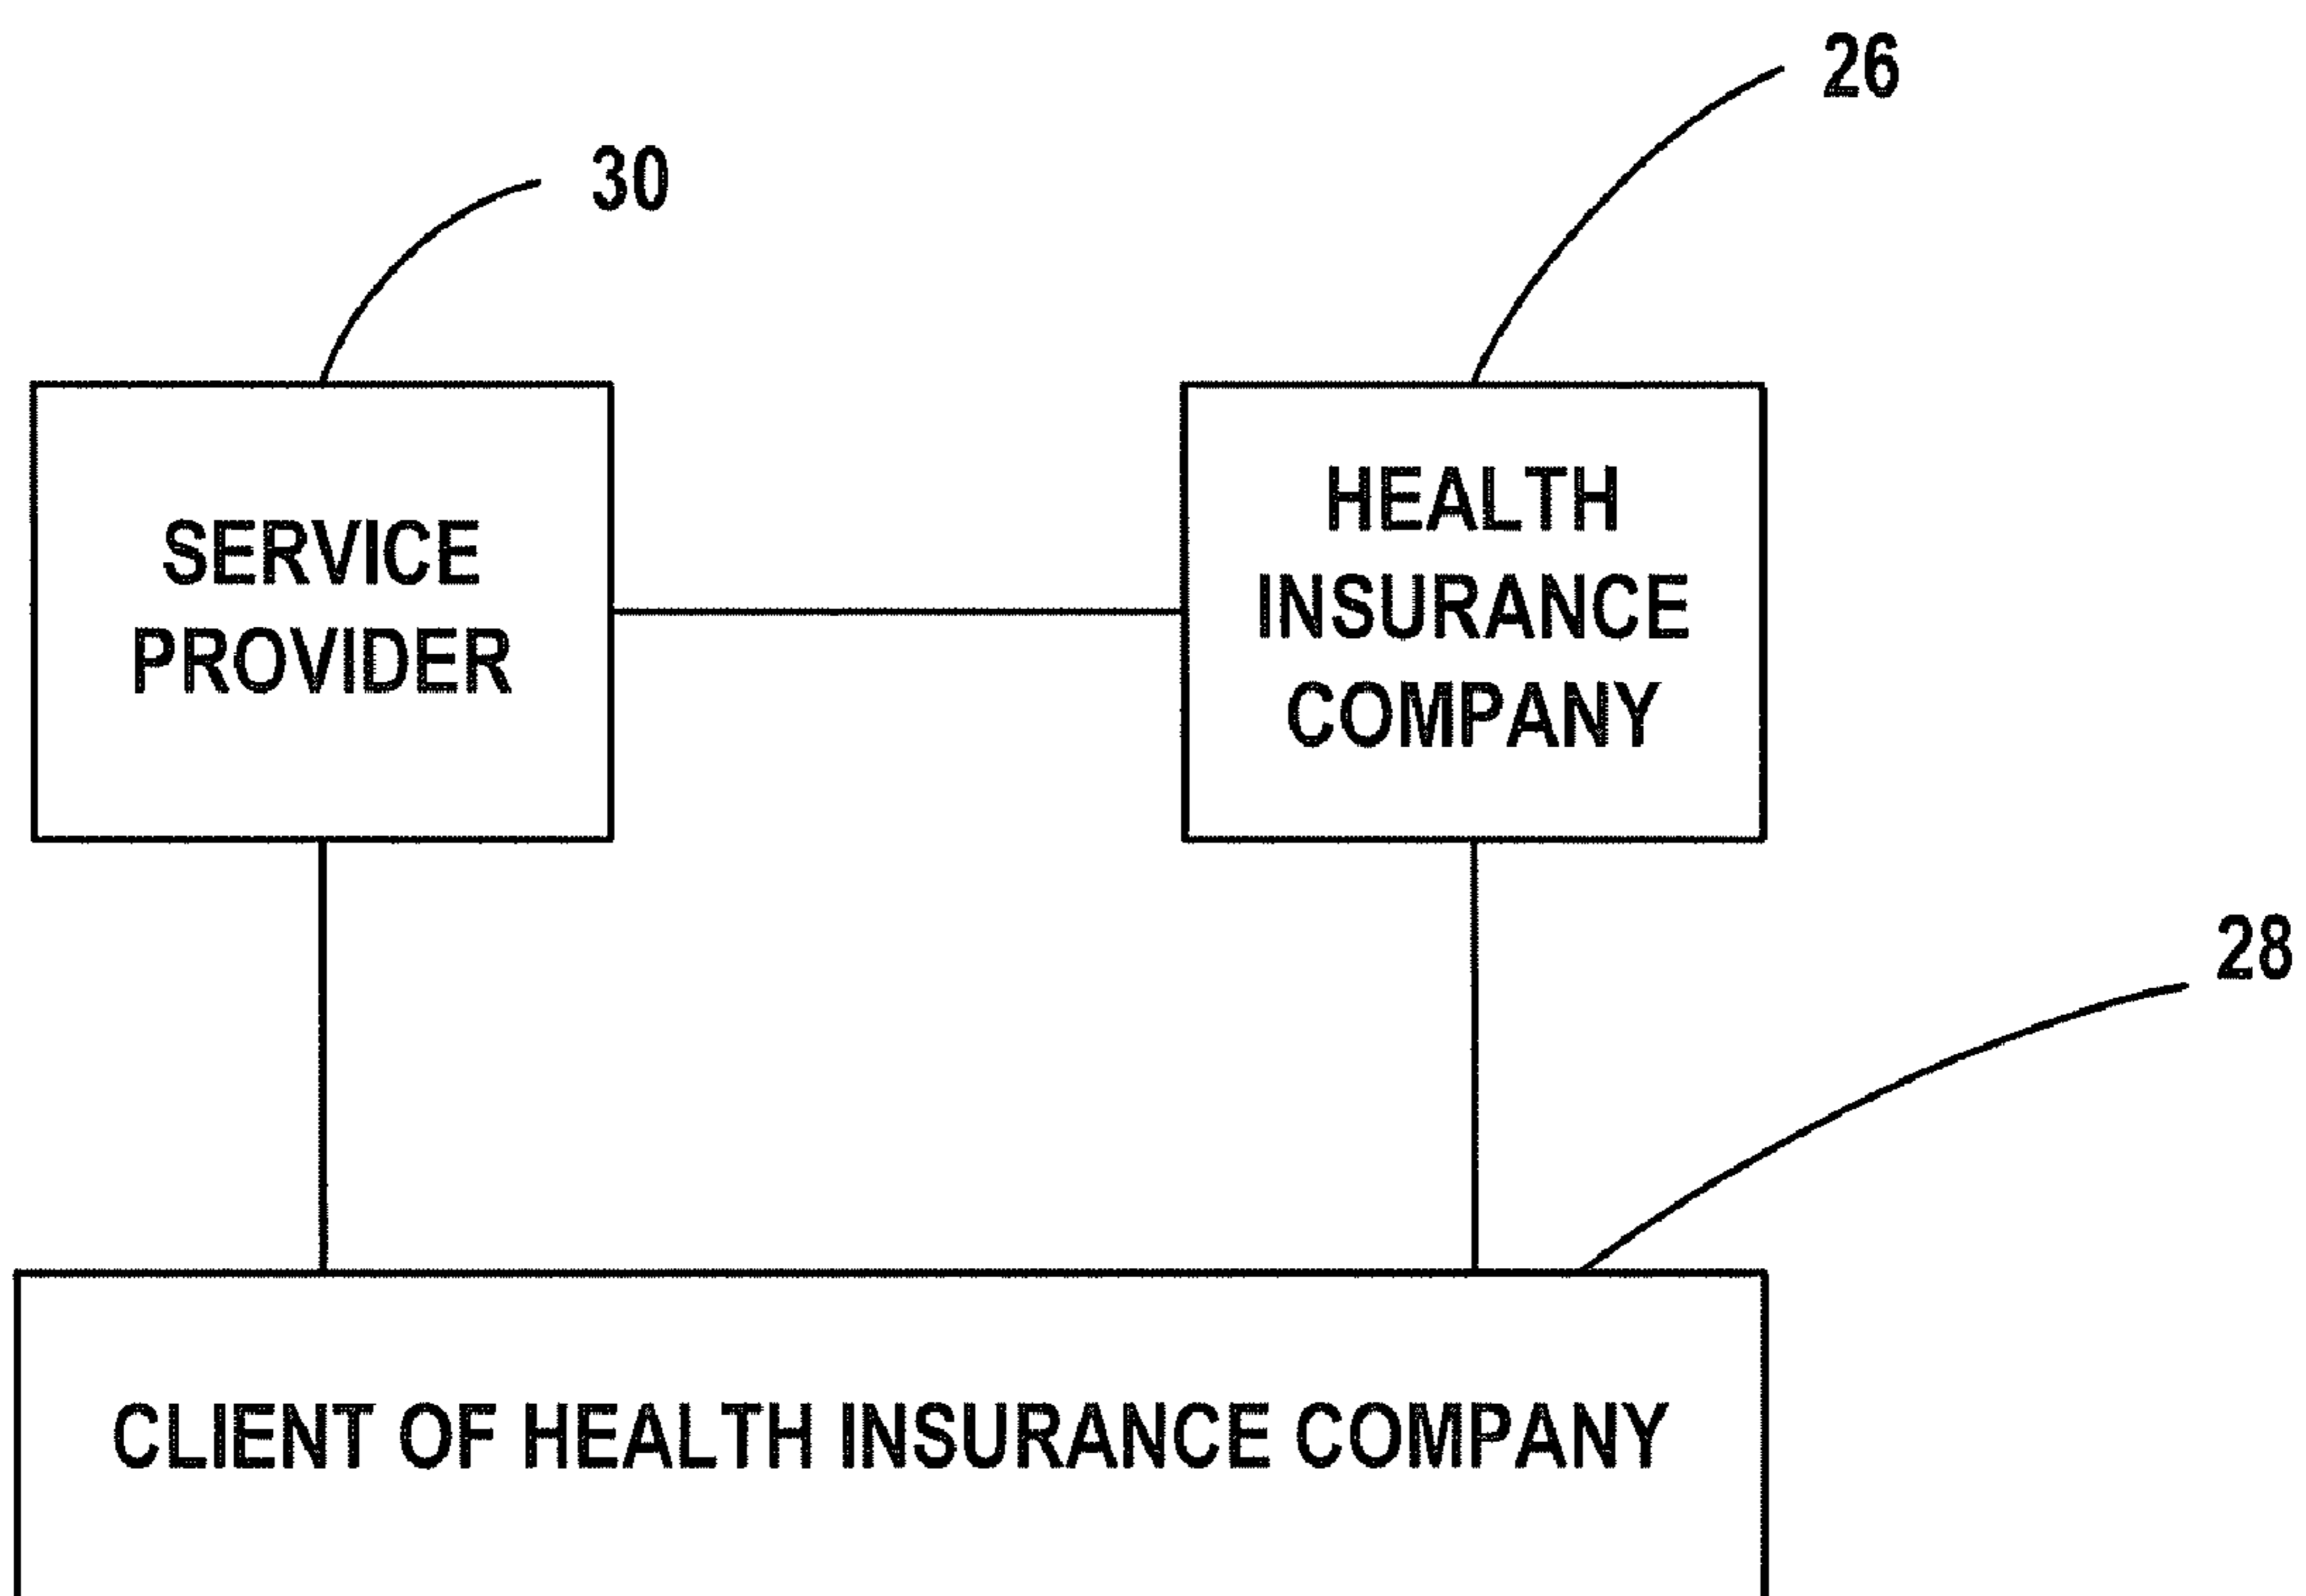 26
30
SERVICE
PROVIDER
HEALTH
INSURANCE
COMPANY
28
CLIENT OF HEALTH INSURANCE COMPANY